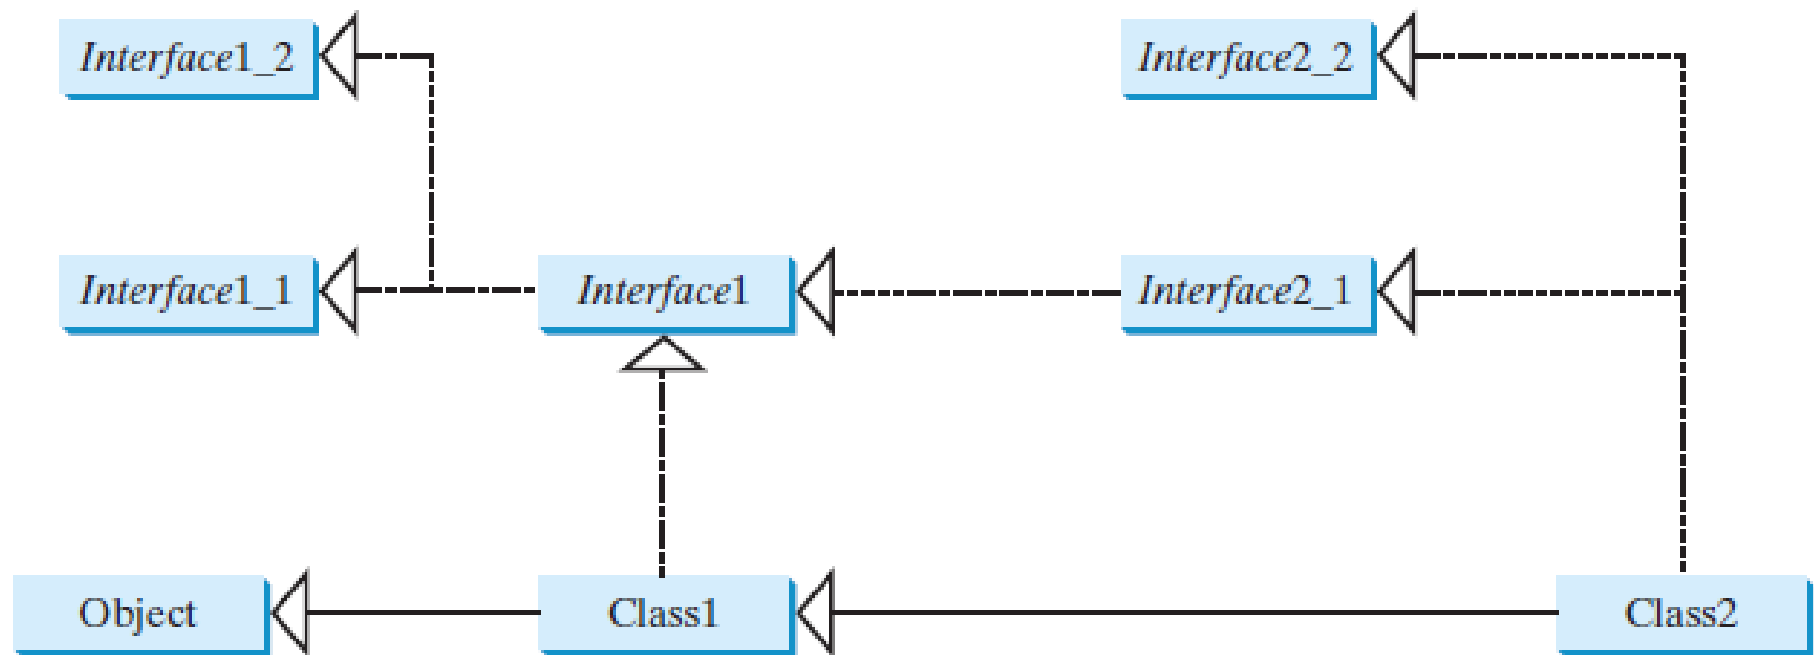 Interface1_2
Interface2_2
Interface1_1
Interface1
Interface2_1
Object
Class1
Class2